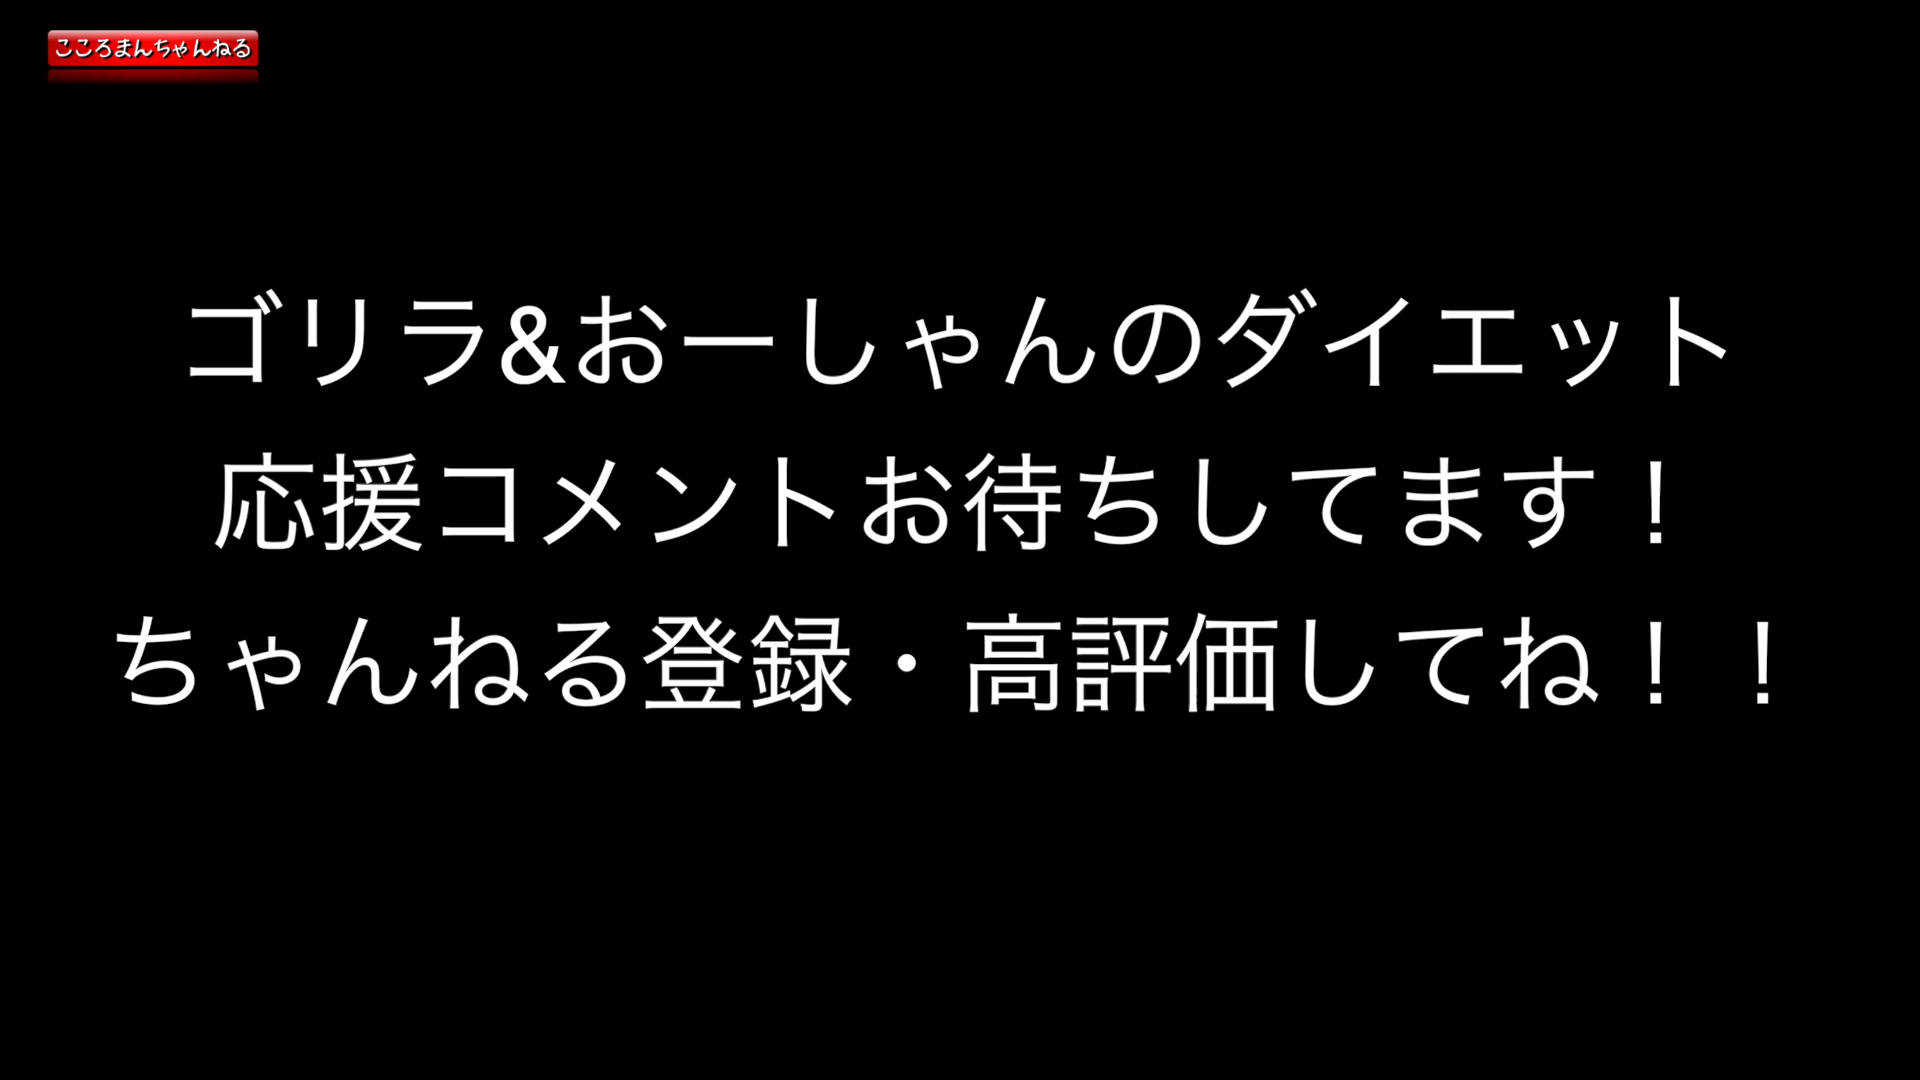 こころまんちゃんねる
ゴリラ&おーしゃんのダイエット
応援コメントお待ちしてます！
ちゃんねる登録・高評価してね！！